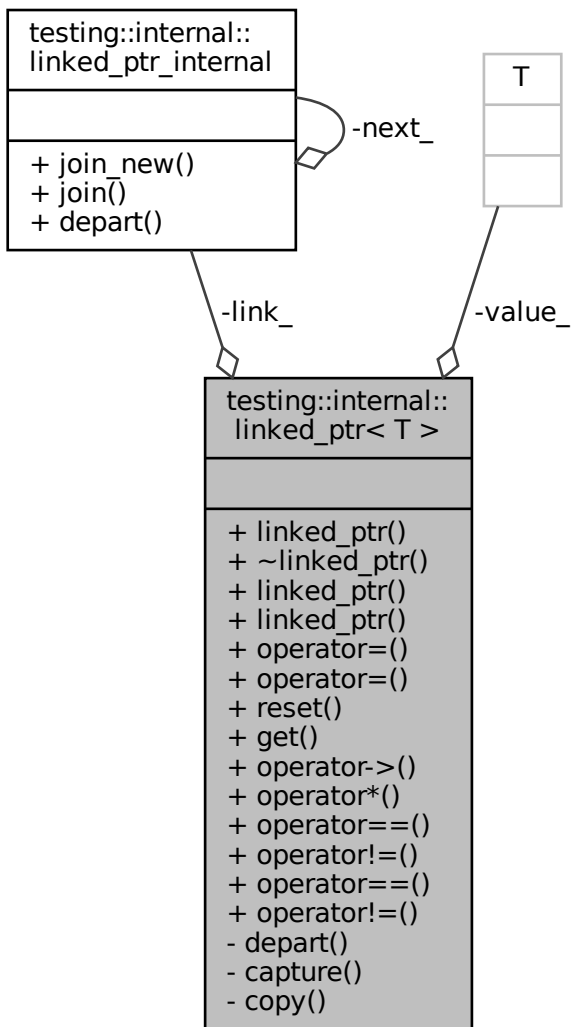 testing::internal::
linked_ptr_internal
+ join_new()
+ join()
+ depart()
-next_
T
-link_
-value_
testing::internal::
linked_ptr< T >
+ linked_ptr()
+ ~linked_ptr()
+ linked_ptr()
+ linked_ptr()
+ operator=()
+ operator=()
+ reset()
+ get()
+ operator->()
+ operator*()
+ operator==()
+ operator!=()
+ operator==()
+ operator!=()
- depart()
- capture()
- copy()